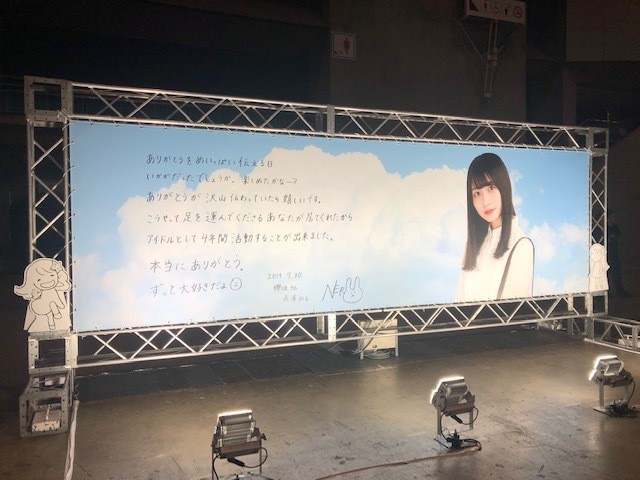 ありがとうをめいっぱい伝える日
いかがだったでしょうか。楽しめたかなー?
ありがとうが沢山伝わっていたら嬉しいです。
こうやって足を運んでくださるあなたが居てくれたから
アイドルとして4年間活動することが出来ました。
本当にありがとう。
ずっと大好きだよ
2019.7.30
欅坂46